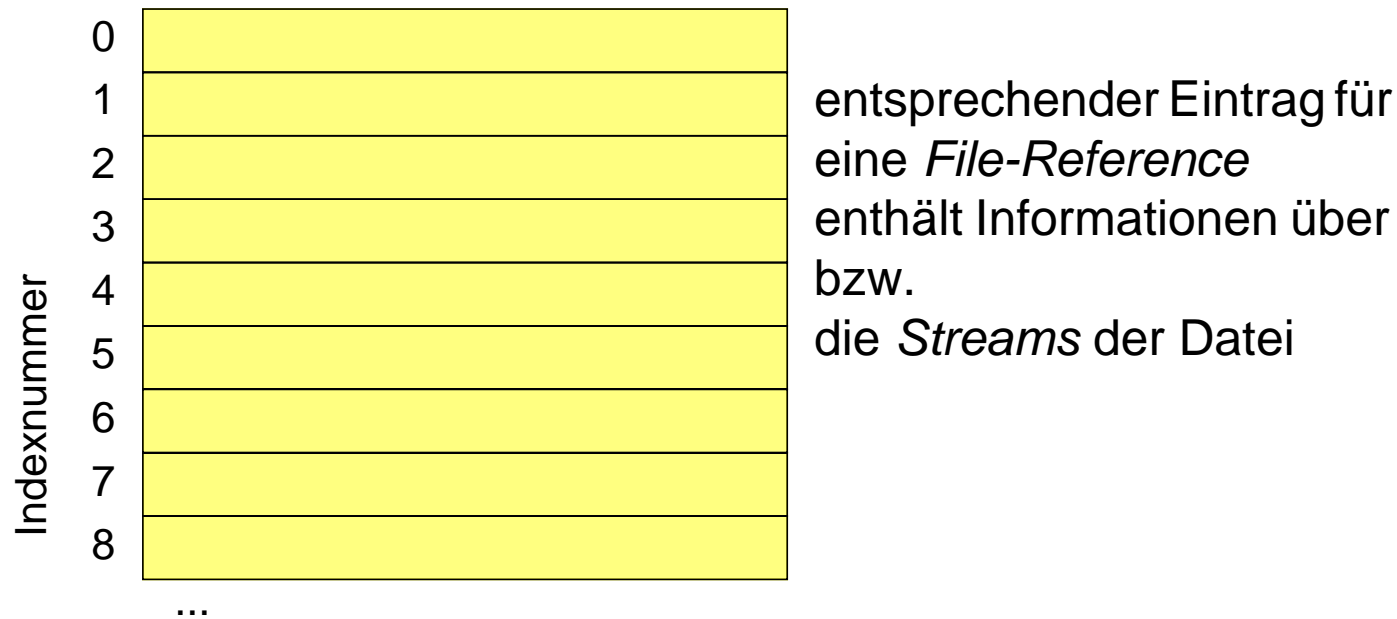 Indexnummer
0
1
2
3
4
5
6
7
8
...
entsprechender Eintrag für
eine File-Reference
enthält Informationen über
bzw.
die Streams der Datei